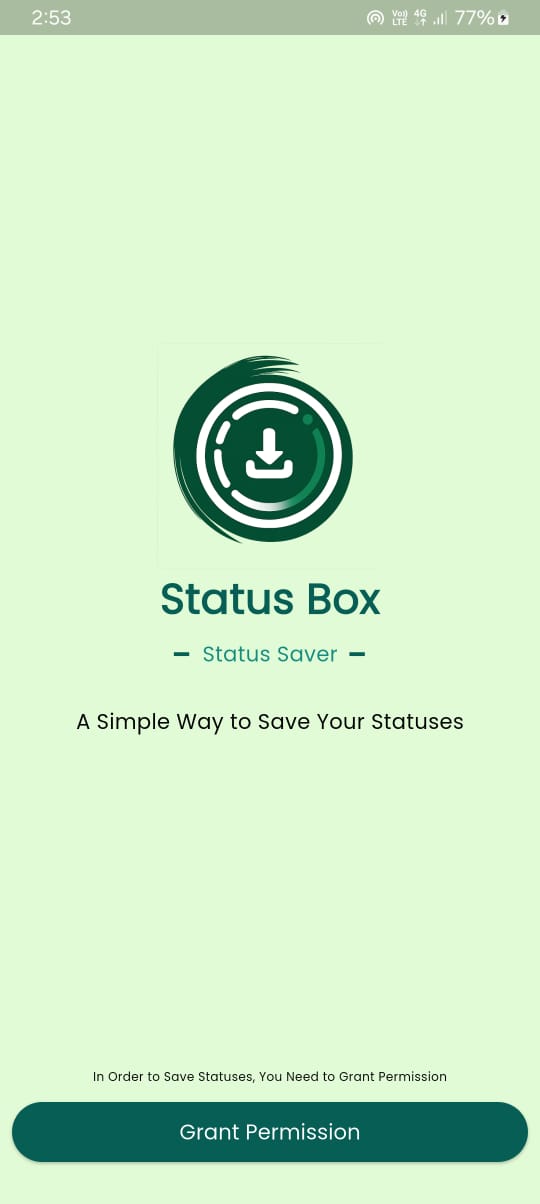 2:53 Vo)) LTE 4G 77%
Status Box
Status Saver
A Simple Way to Save Your Statuses
In Order to Save Statuses, You Need to Grant Permission
Grant Permission